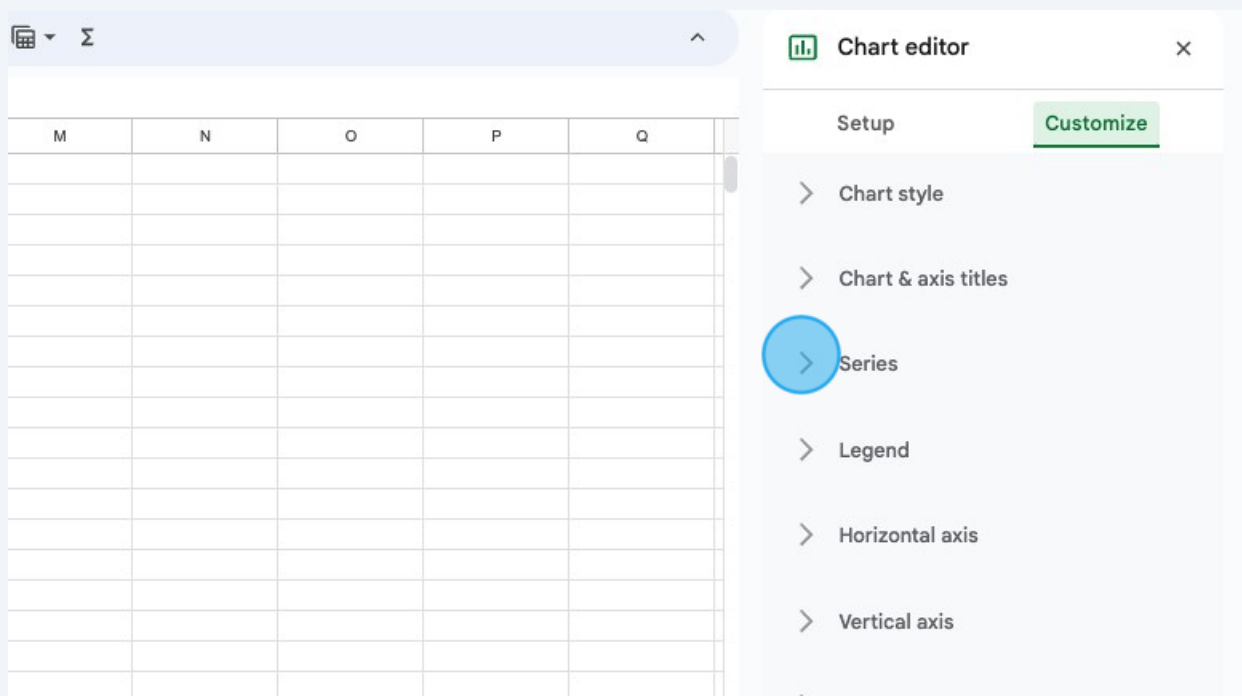 Σ
Chart editor
Setup
Customize
M
N
O
P
Q
Chart style
Chart & axis titles
Series
Legend
Horizontal axis
Vertical axis